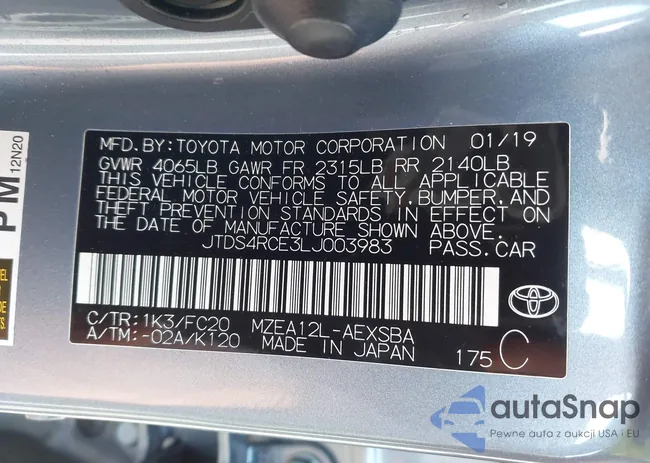 MFD.BY:TOYOTA MOTOR CORPORATION 01/19
GVWR 4065LB GAWR FR 2315LB RR 2140LB
THIS VEHICLE CONFORMS TO ALL APPLICABLE
FEDERAL MOTOR VEHICLE SAFETY,BUMPER,AND
THEFT PREVENTION STANDARDS IN EFFECT ON
THE DATE OF MANUFACTURE SHOWN ABOVE.
JTDS4RCE3LJ003983 PASS.CAR
C/TR:1K3/FC20 MZEA12L-AEXSBA
A/TM:-02A/K120 MADE IN JAPAN 175 C
PM 12N20
autaSnap
Pewne auta z aukcji USA i EU